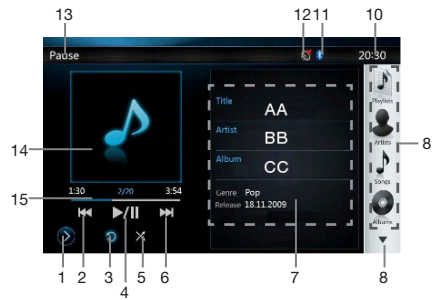 13 12 11 10
Pause 20:30
Title
AA
Artist
BB
Album
CC
Genre Pop
Release 18.11.2009
Playlists
Artists
Songs
Albums
14
8
15
1:30 2/20 3:54
1 2 3 4 5 6 7 8